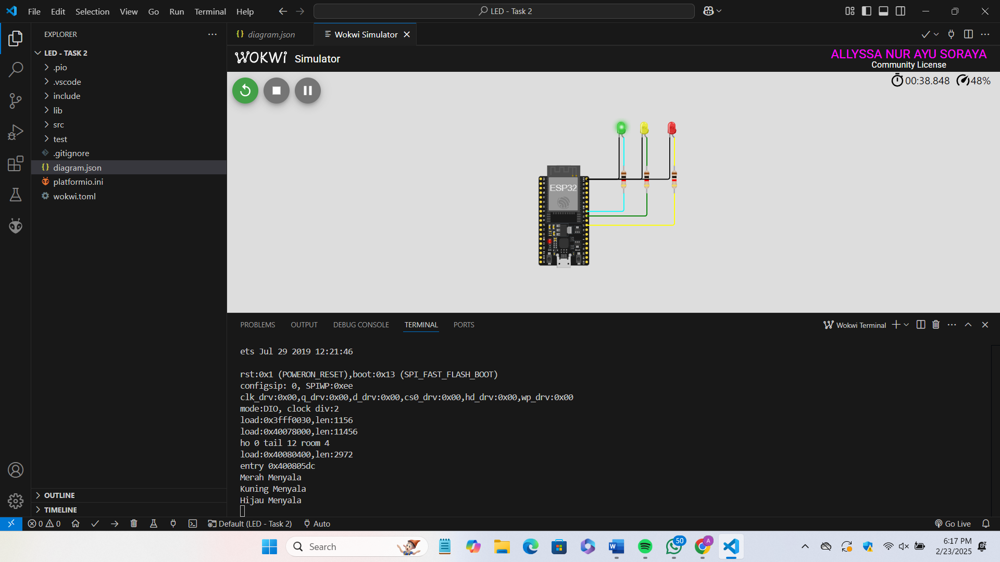 File Edit Selection View Go Run Terminal Help
LED - Task 2
EXPLORER
LED - TASK 2
.pio
.vscode
include
lib
src
test
.gitignore
diagram.json
platformio.ini
wokwi.toml
OUTLINE
TIMELINE
diagram.json
Wokwi Simulator
WOKWi Simulator
ALLYSSA NUR AYU SORAYA
Community License
00:38.848 48%
ESP32
PROBLEMS OUTPUT DEBUG CONSOLE TERMINAL PORTS
Wokwi Terminal
ets Jul 29 2019 12:21:46
rst:0x1 (POWERON_RESET),boot:0x13 (SPI_FAST_FLASH_BOOT)
configsip: 0, SPIWP:0xee
clk_drv:0x00,q_drv:0x00,d_drv:0x00,cs0_drv:0x00,hd_drv:0x00,wp_drv:0x00
mode:DIO, clock div:2
load:0x3fff0030,len:1156
load:0x40078000,len:11456
ho 0 tail 12 room 4
load:0x40080400,len:2972
entry 0x400805dc
Merah Menyala
Kuning Menyala
Hijau Menyala
0 0
Default (LED - Task 2)
Auto
Go Live
Search
50
A
6:17 PM
2/23/2025